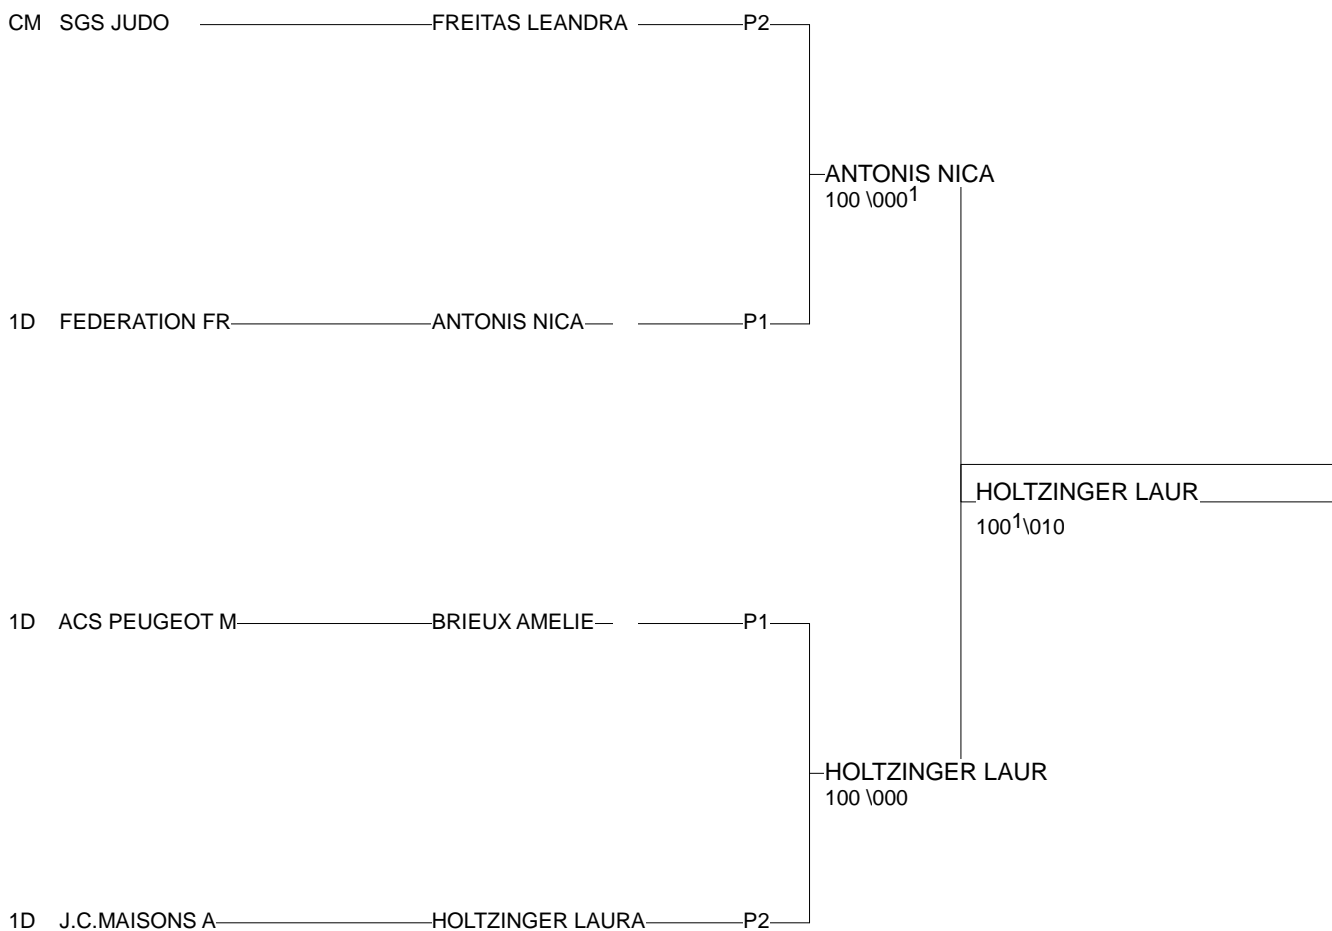 CM SGS JUDO FREITAS LEANDRA P2
ANTONIS NICA
100 \000 1
1D FEDERATION FR ANTONIS NICA P1
HOLTZINGER LAUR
100 1\010
1D ACS PEUGEOT M BRIEUX AMELIE P1
HOLTZINGER LAUR
100 \000
1D J.C.MAISONS A HOLTZINGER LAURA P2